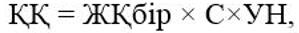 ҚҚ = ЖҚбір × С×УН,